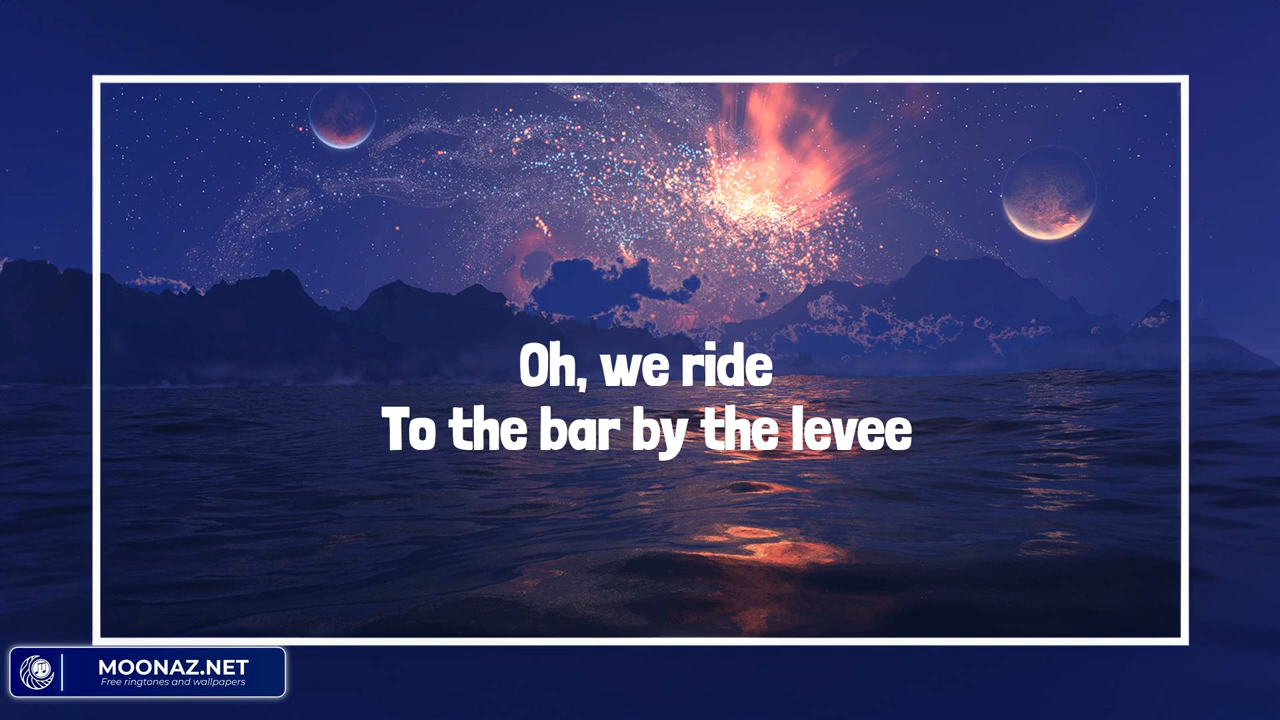 Oh, we ride
To the bar by the levee
MOONAZ.NET
Free ringtones and wallpapers